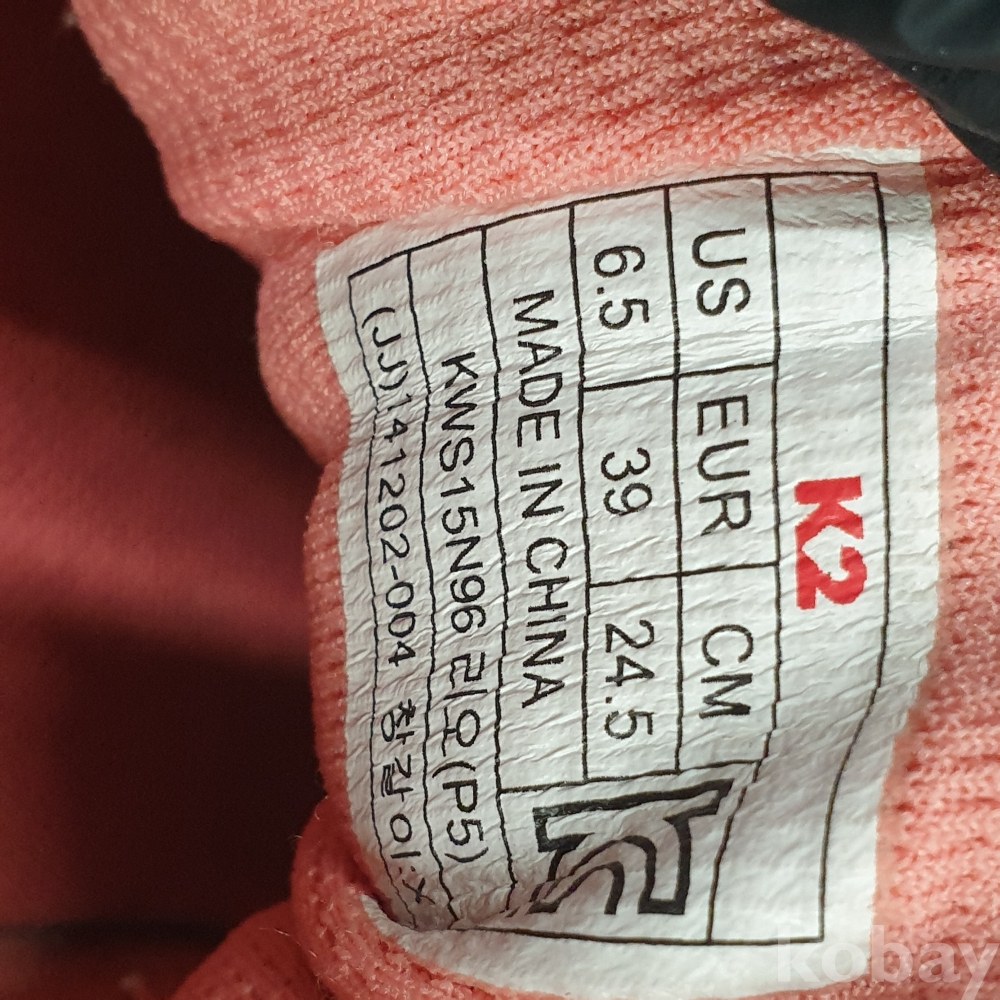 K2
US EUR CM
6.5 39 24.5
MADE IN CHINA
KWS15N96 리오(P5)
(JJ)141202-004 창갈이:X
kobay